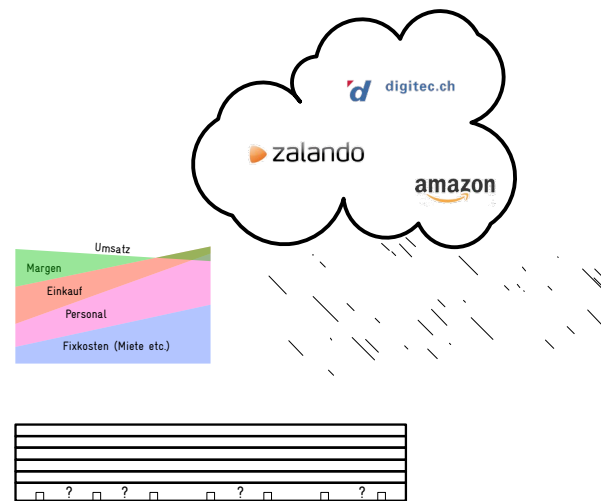 digitec.ch
zalando
amazon
Umsatz
Margen
Einkauf
Personal
Fixkosten (Miete etc.)
? ? ? ?